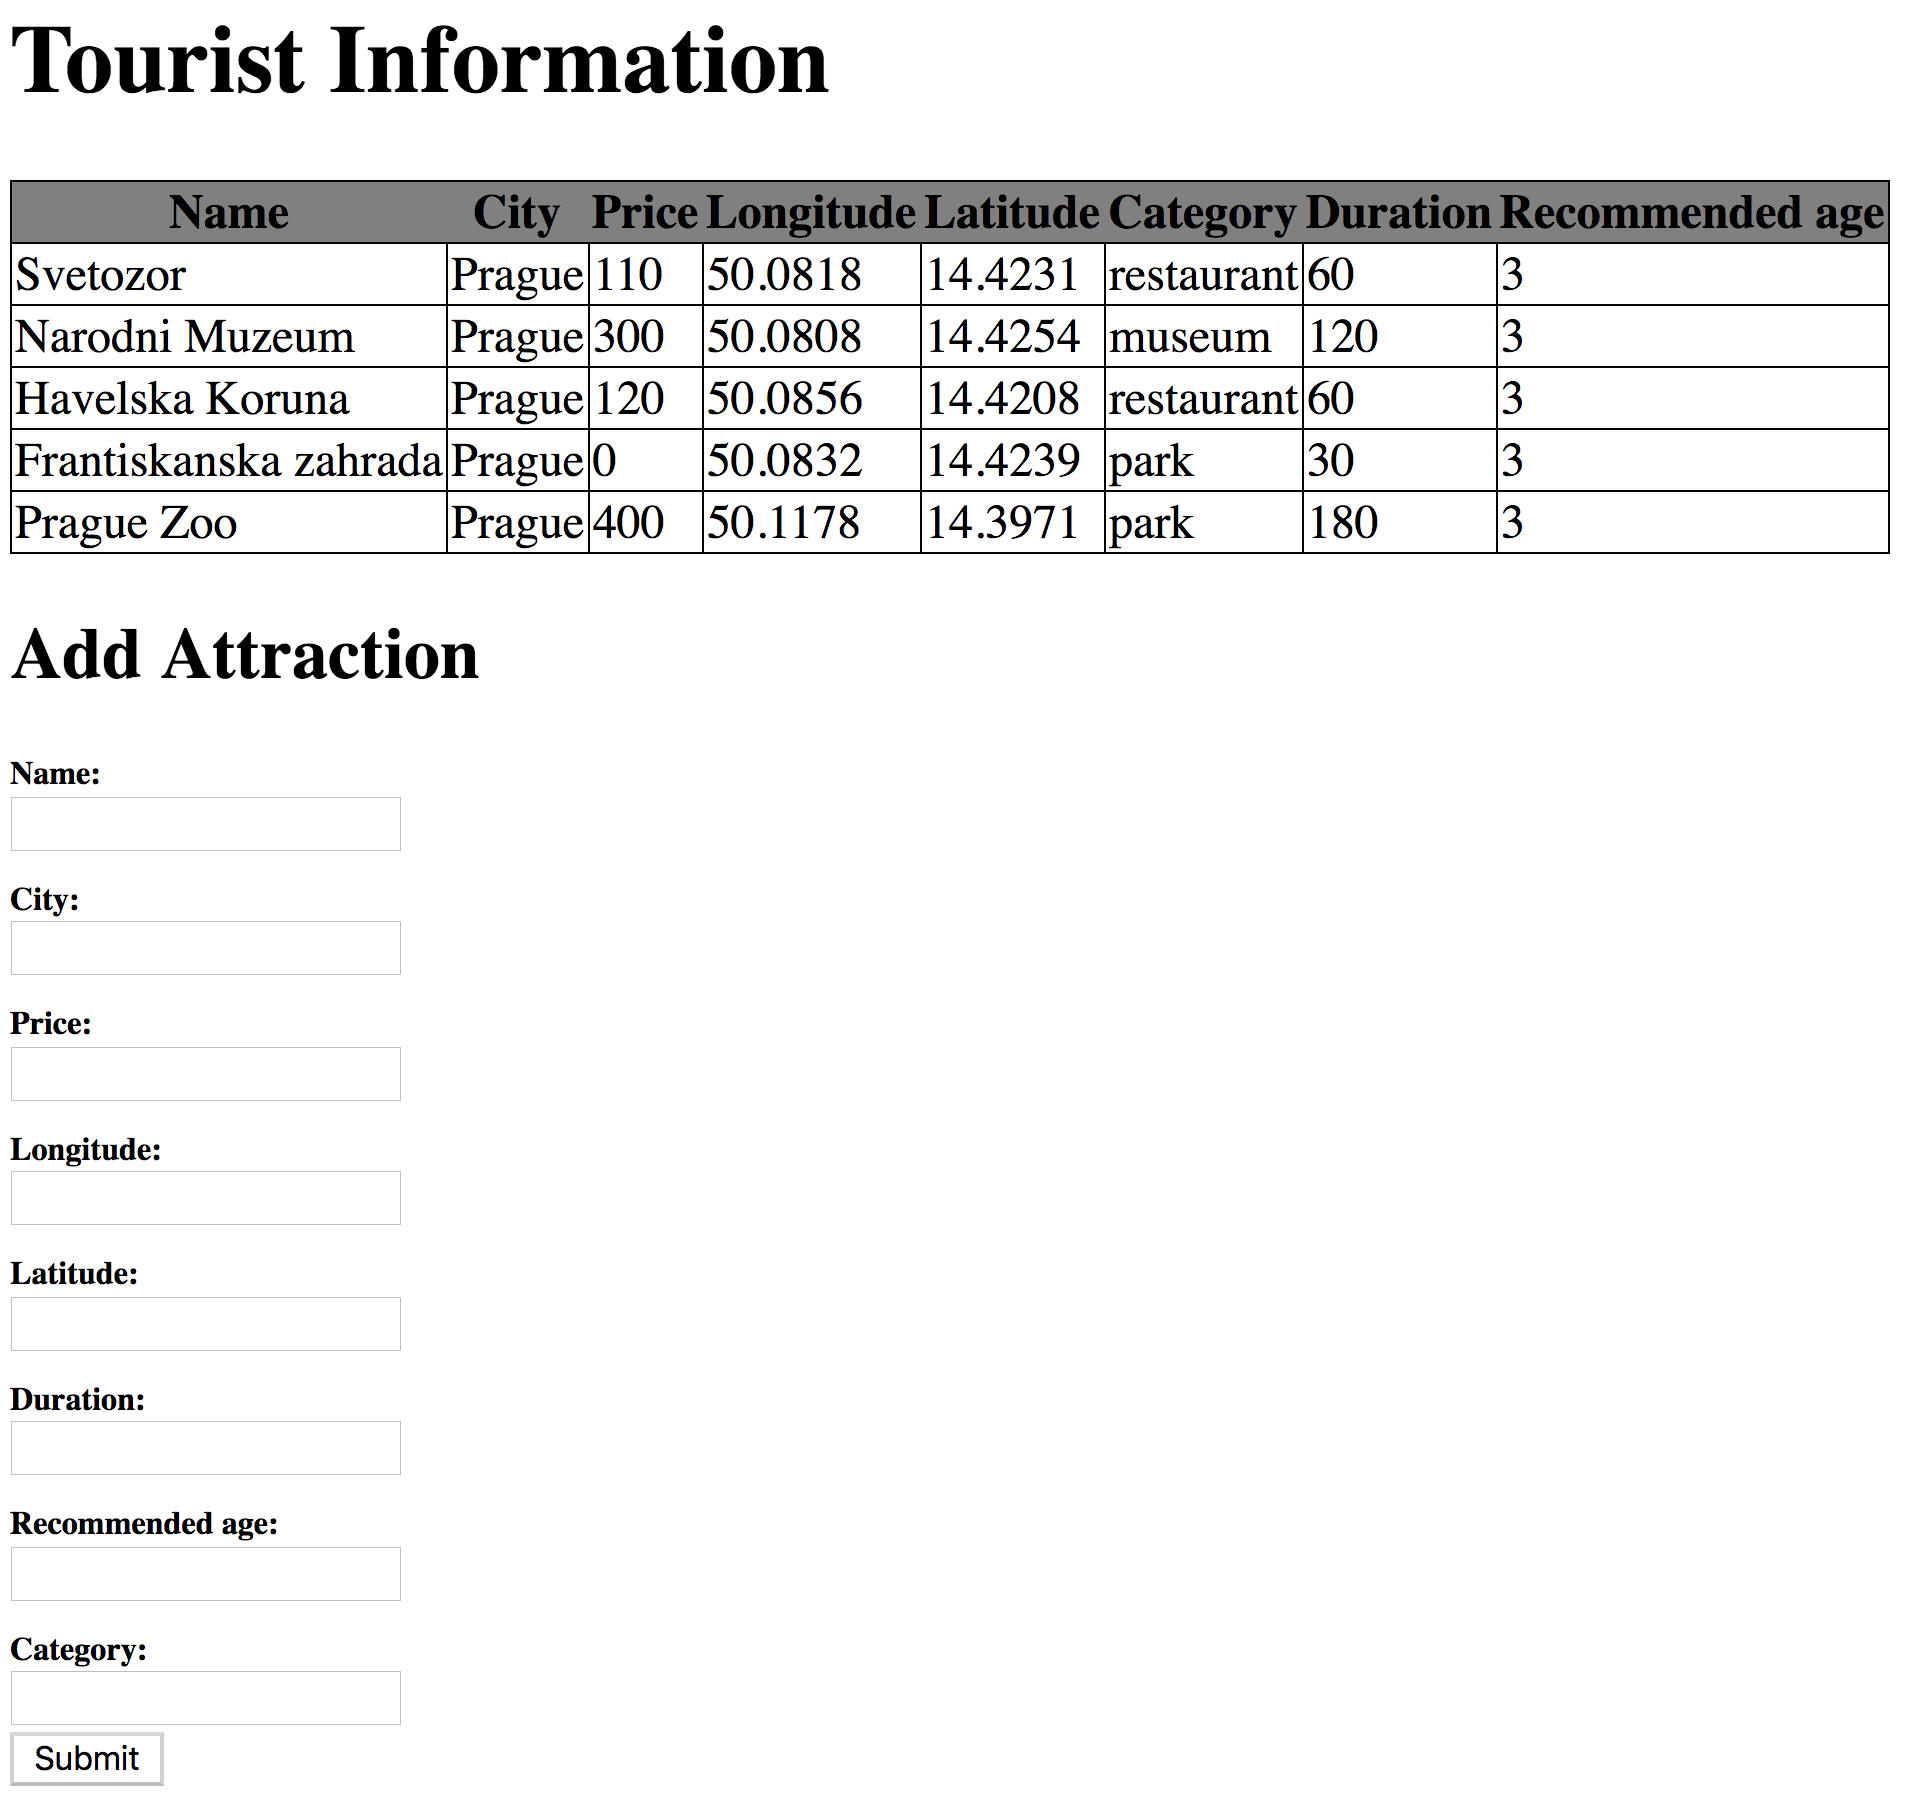 Tourist Information
Name City Price Longitude Latitude Category Duration Recommended age
Svetozor Prague 110 50.0818 14.4231 restaurant 60 3
Narodni Muzeum Prague 300 50.0808 14.4254 museum 120 3
Havelska Koruna Prague 120 50.0856 14.4208 restaurant 60 3
Frantiskanska zahrada Prague 0 50.0832 14.4239 park 30 3
Prague Zoo Prague 400 50.1178 14.3971 park 180 3
Add Attraction
Name:
City:
Price:
Longitude:
Latitude:
Duration:
Recommended age:
Category:
Submit